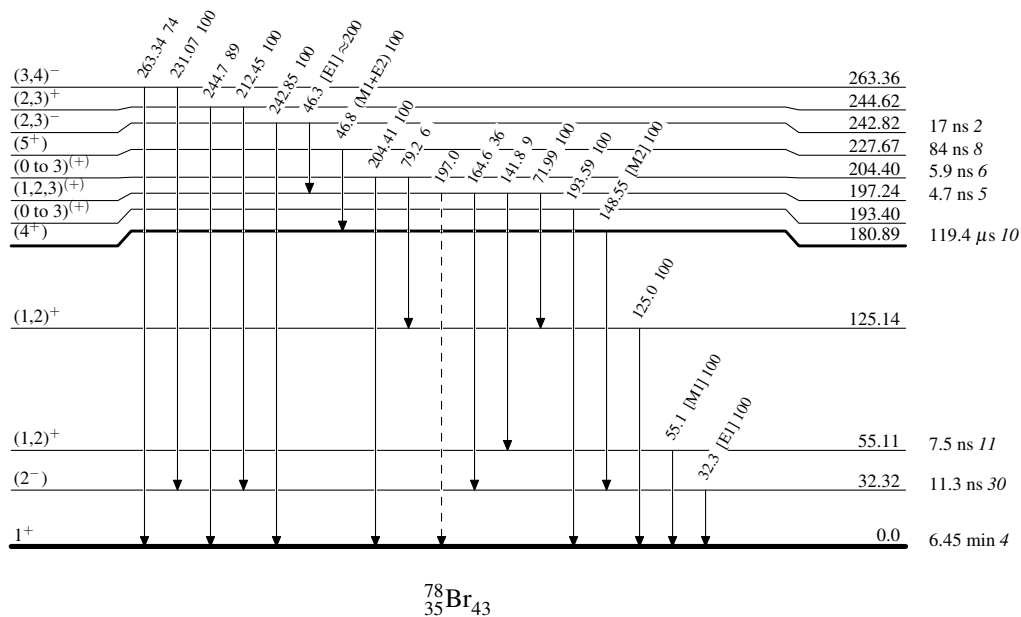 263.34 74
231.07 100
244.7 89
212.45 100
242.85 100
46.3 [E1] ≈200
46.8 (M1+E2) 100
204.41 100
79.2 6
197.0
164.6 36
141.8 9
71.99 100
193.59 100
148.55 [M2] 100
125.0 100
55.1 [M1] 100
32.3 [E1] 100
(3,4)⁻ 263.36
(2,3)⁺ 244.62
(2,3)⁻ 242.82 17 ns 2
(5⁺) 227.67 84 ns 8
(0 to 3)⁽⁺⁾ 204.40 5.9 ns 6
(1,2,3)⁽⁺⁾ 197.24 4.7 ns 5
(0 to 3)⁽⁺⁾ 193.40
(4⁺) 180.89 119.4 μs 10
(1,2)⁺ 125.14
(1,2)⁺ 55.11 7.5 ns 11
(2⁻) 32.32 11.3 ns 30
1⁺ 0.0 6.45 min 4
⁷⁸₃₅Br₄₃